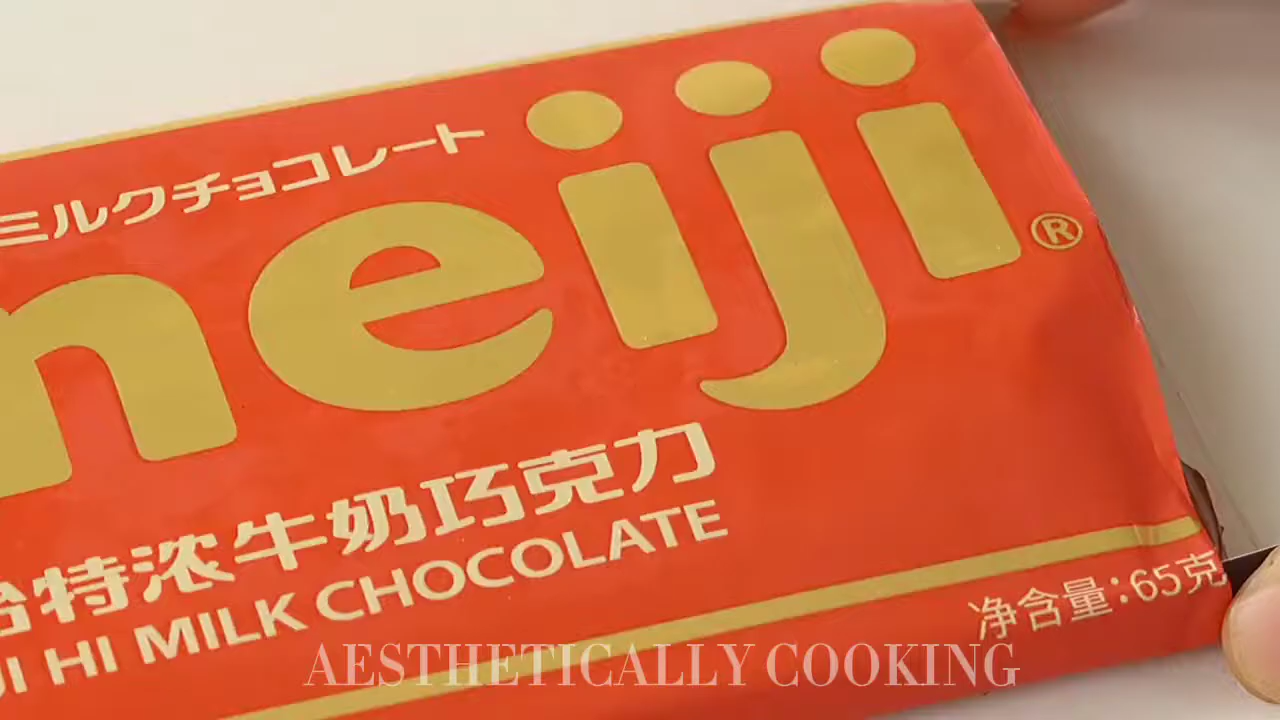 ミルクチョコレート
meiji®
特浓牛奶巧克力
HI MILK CHOCOLATE
净含量:65克
AESTHETICALLY COOKING